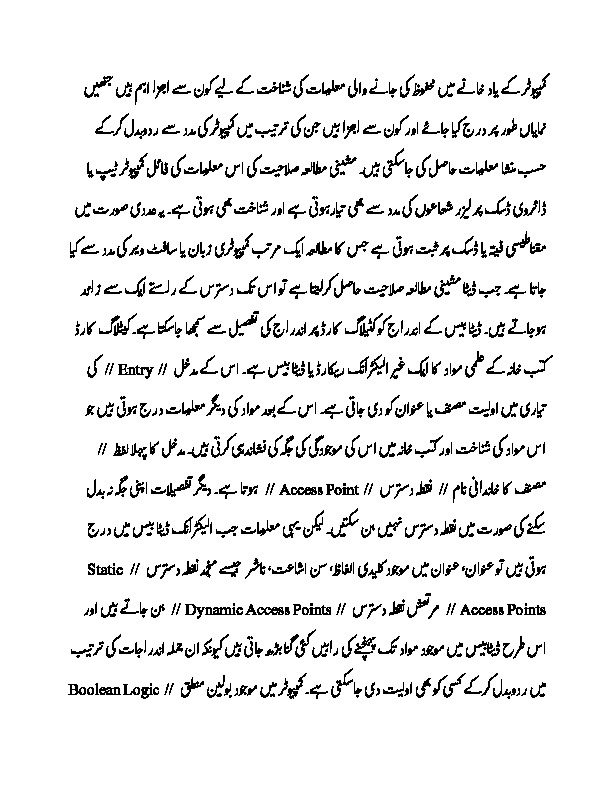 کمپیوٹر کے یاد خانے میں محفوظ کی جانے والی معلومات کی شناخت کے لیے کون سے اجزا اہم ہیں جنھیں
نمایاں طور پر درج کیا جائے اور کون سے اجزا ہیں جن کی ترتیب میں کمپیوٹر کی مدد سے ردوبدل کرکے
حسب منشا معلومات حاصل کی جاسکتی ہیں۔ مشینی مطالعہ صلاحیت کی اس معلومات کی فائل کمپیوٹر ٹیپ یا
ڈائروی ڈسک پر لیزر شعاعوں کی مدد سے بھی تیار ہوتی ہے اور شناخت بھی ہوتی ہے۔ یہ عددی صورت میں
مقناطیسی فیتہ یا ڈسک پر ثبت ہوتی ہے جس کا مطالعہ ایک مرتب کمپیوٹری زبان یا سافٹ ویر کی مدد سے کیا
جاتا ہے۔ جب ڈیٹا مشینی مطالعہ صلاحیت حاصل کرلیتا ہے تو اس تک دسترس کے راستے ایک سے زائد
ہوجاتے ہیں۔ ڈیٹا بیس کے اندراج کو کٹیلاگ کارڈ پر اندراج کی تفصیل سے سمجھا جاسکتا ہے۔ کیٹلاگ کارڈ
کتب خانہ کے علمی مواد کا ایک غیر الیکٹرانک ریکارڈ یا ڈیٹا بیس ہے۔ اس کے مدخل // Entry // کی
تیاری میں اولیت مصنف یا عنوان کو دی جاتی ہے۔ اس کے بعد مواد کی دیگر معلومات درج ہوتی ہیں جو
اس مواد کی شناخت اور کتب خانہ میں اس کی موجودگی کی جگہ کی نشاندہی کرتی ہیں۔ مدخل کا پہلا لفظ //
مصنف کا خاندانی نام // نقطہ دسترس // Access Point // ہوتا ہے۔ دیگر تفصیلات اپنی جگہ نہ بدل
سکنے کی صورت میں نقطہ دسترس نہیں بن سکتیں۔ لیکن یہی معلومات جب الیکٹرانک ڈیٹا بیس میں درج
ہوتی ہیں تو عنوان، عنوان میں موجود کلیدی الفاظ، سن اشاعت، ناشر جیسے منجمد نقطہ دسترس // Static
Access Points // مرتعش نقطہ دسترس // Dynamic Access Points // بن جاتے ہیں اور
اس طرح ڈیٹابیس میں موجود مواد تک پہنچنے کی راہیں کئی گنا بڑھ جاتی ہیں کیونکہ ان جملہ اندراجات کی ترتیب
میں ردوبدل کرکے کسی کو بھی اولیت دی جاسکتی ہے۔ کمپیوٹر میں موجود بولین منطق // Boolean Logic